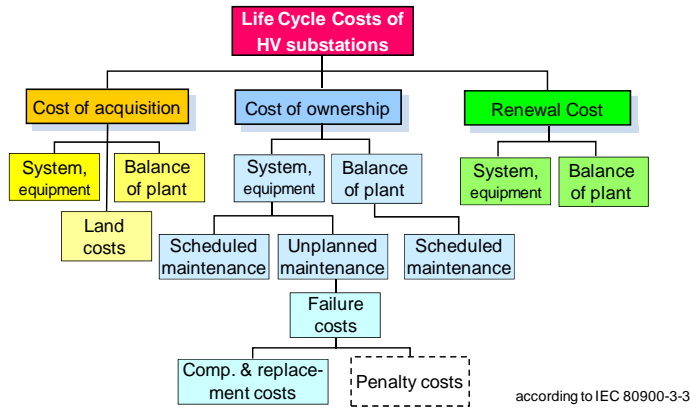 Life Cycle Costs of
HV substations
Cost of acquisition
Cost of ownership
Renewal Cost
System,
equipment
Balance
of plant
System,
equipment
Balance
of plant
System,
equipment
Balance
of plant
Land
costs
Scheduled
maintenance
Unplanned
maintenance
Scheduled
maintenance
Failure
costs
Comp. & replace-
ment costs
Penalty costs
according to IEC 80900-3-3